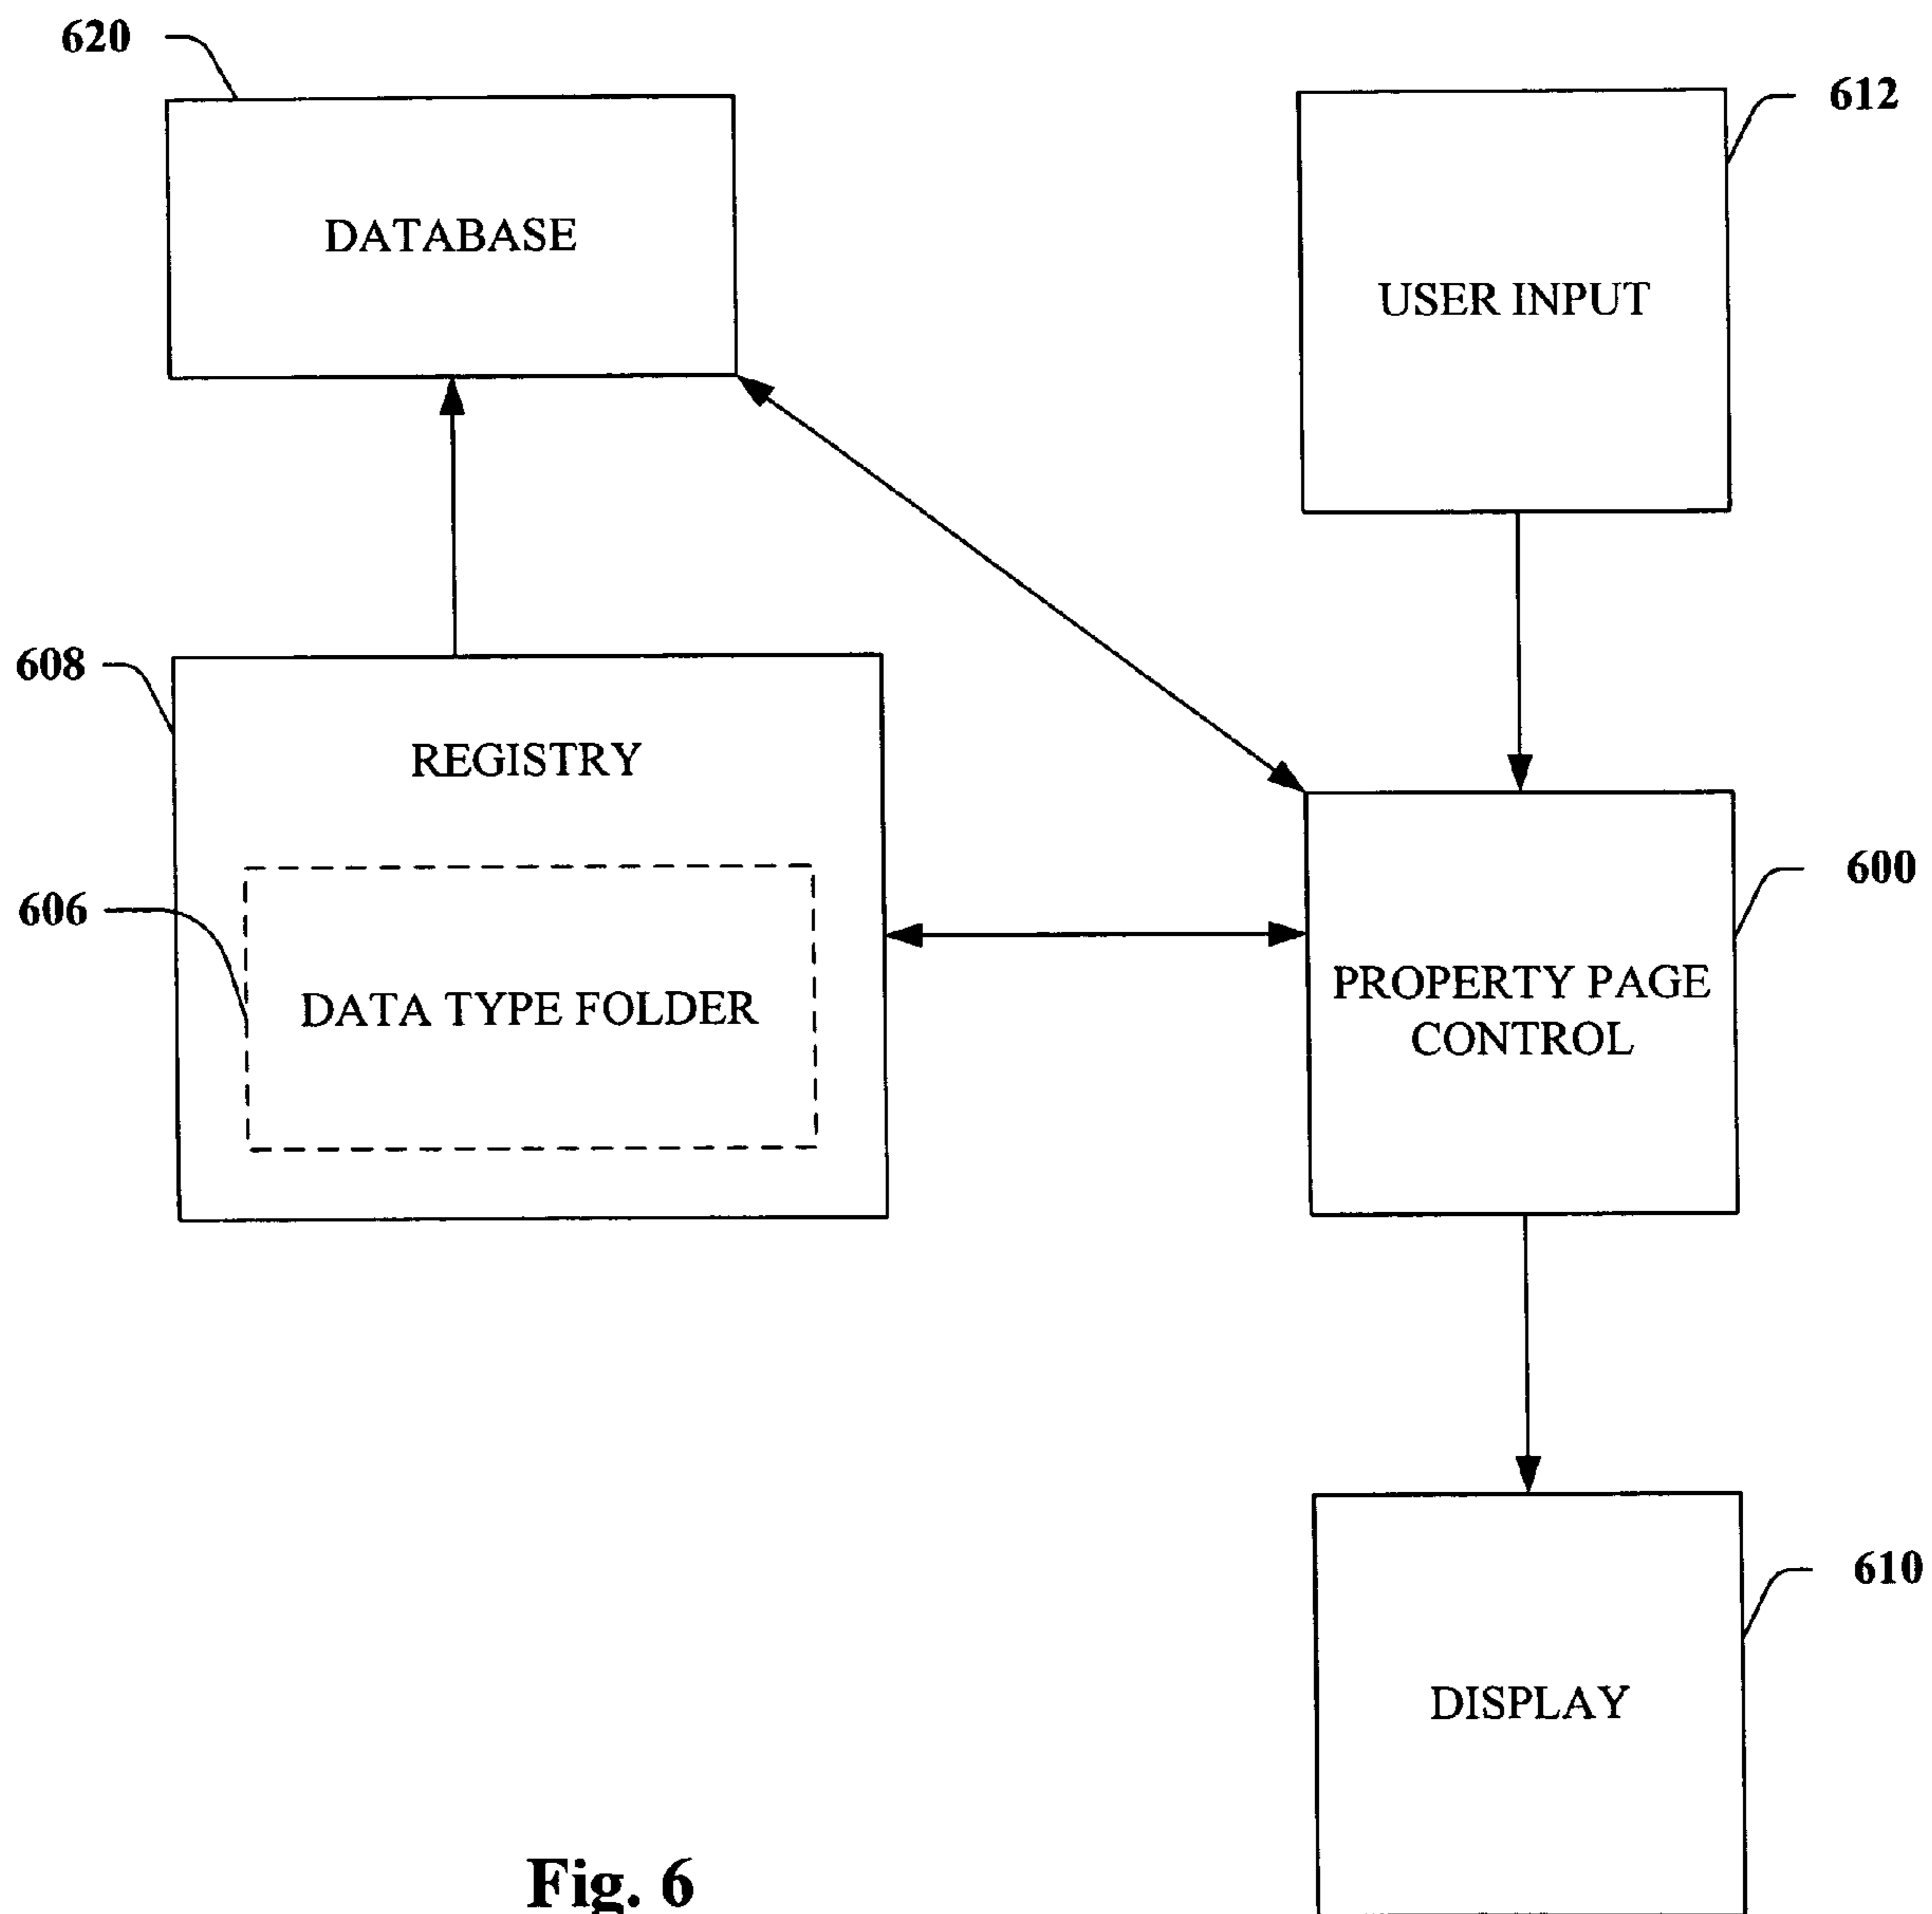 620
612
DATABASE
USER INPUT
608
REGISTRY
600
606
PROPERTY PAGE
CONTROL
DATA TYPE FOLDER
610
DISPLAY
Fig. 6